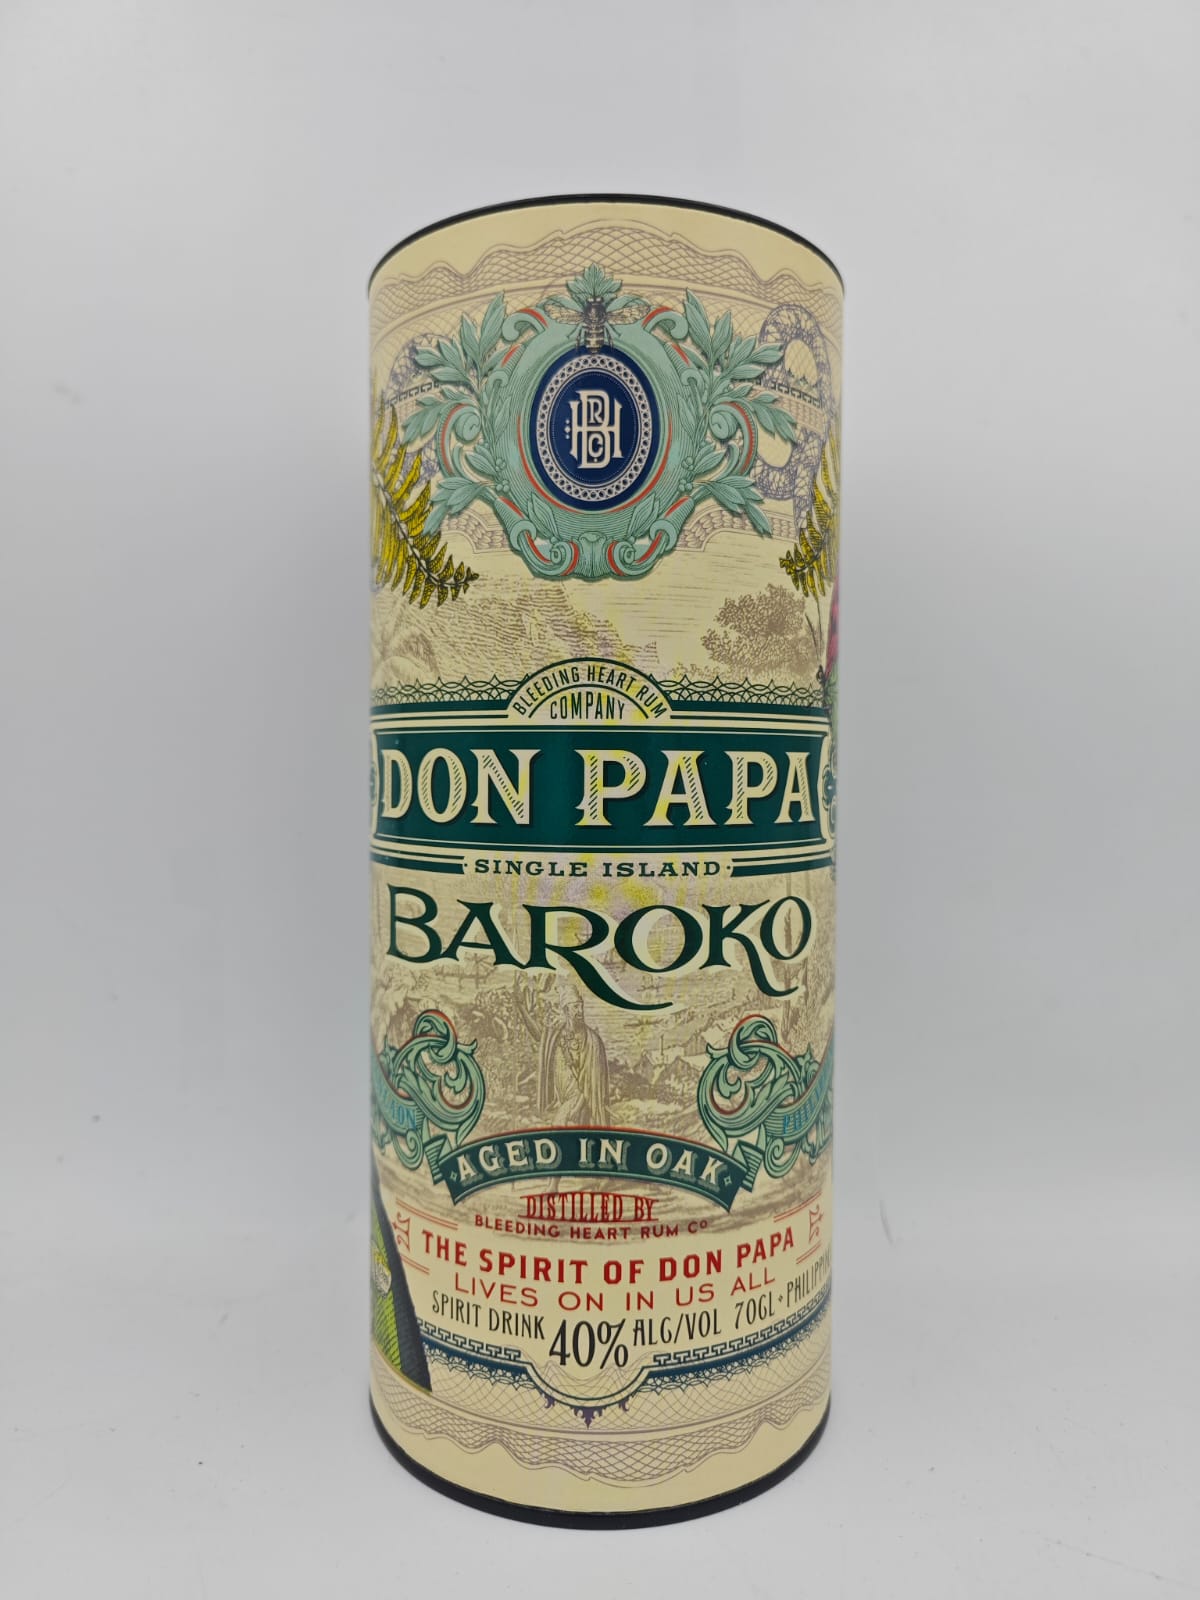 BHRC
BLEEDING HEART RUM
COMPANY
DON PAPA
SINGLE ISLAND
BAROKO
AGED IN OAK
DISTILLED BY
BLEEDING HEART RUM Co
THE SPIRIT OF DON PAPA
LIVES ON IN US ALL
SPIRIT DRINK 40% ALC/VOL 70CL • PHILIPPIN